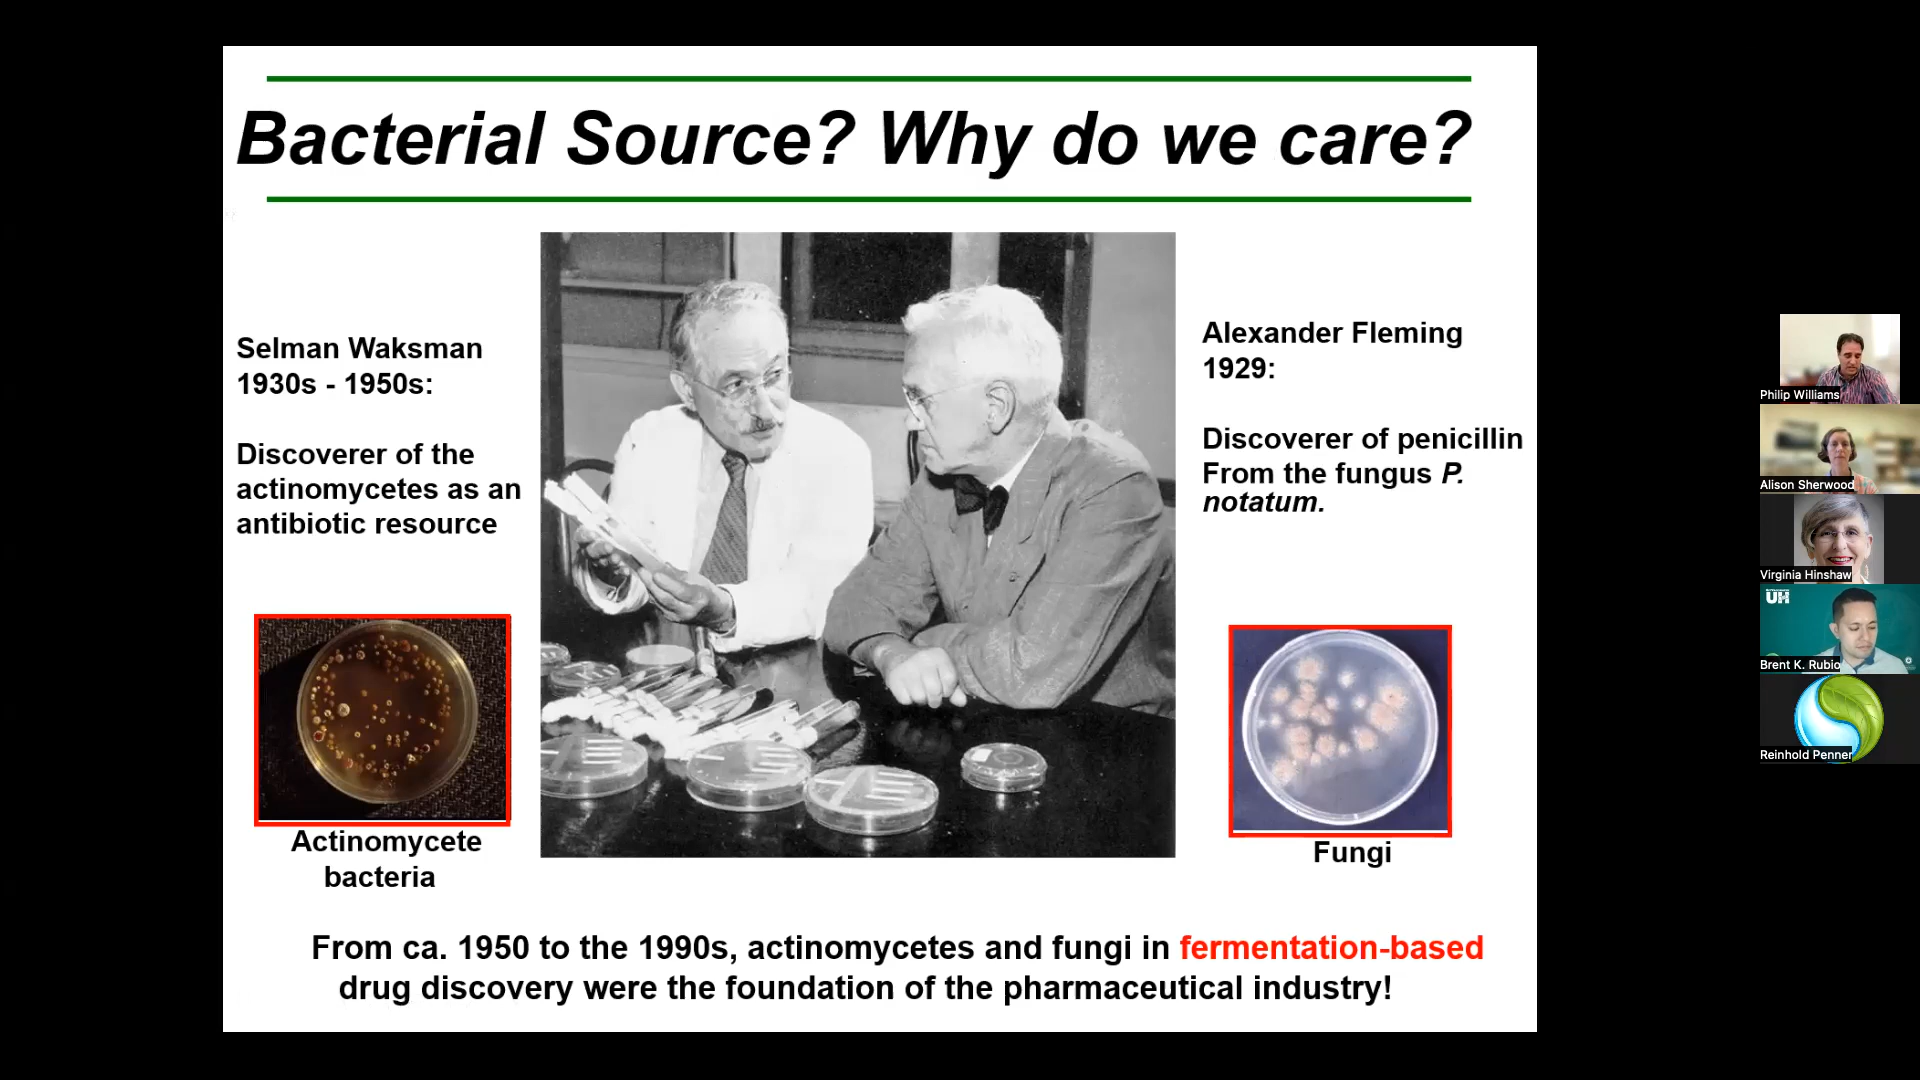 Bacterial Source? Why do we care?
Selman Waksman
1930s - 1950s:
Discoverer of the
actinomycetes as an
antibiotic resource
Alexander Fleming
1929:
Discoverer of penicillin
From the fungus P.
notatum.
Actinomycete
bacteria
Fungi
From ca. 1950 to the 1990s, actinomycetes and fungi in fermentation-based
drug discovery were the foundation of the pharmaceutical industry!
Philip Williams
Alison Sherwood
Virginia Hinshaw
UH
Brent K. Rubio
Reinhold Penner